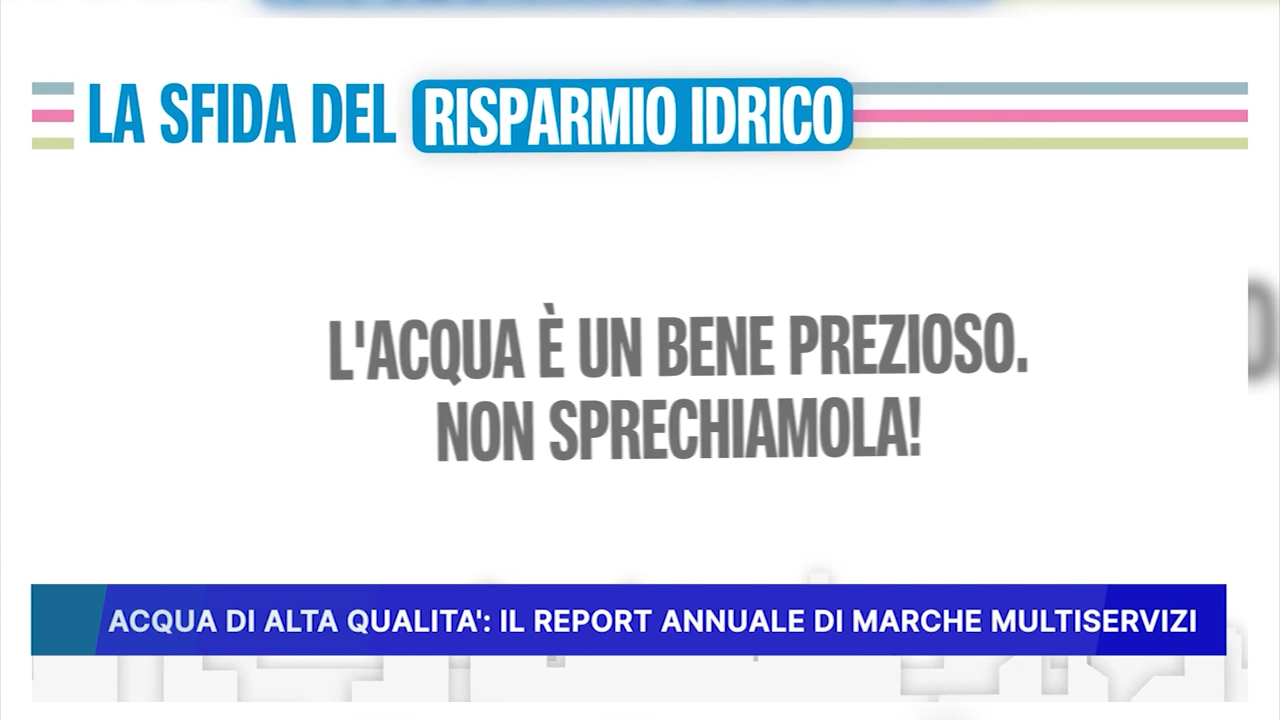 LA SFIDA DEL RISPARMIO IDRICO
L'ACQUA È UN BENE PREZIOSO.
NON SPRECHIAMOLA!
ACQUA DI ALTA QUALITA': IL REPORT ANNUALE DI MARCHE MULTISERVIZI